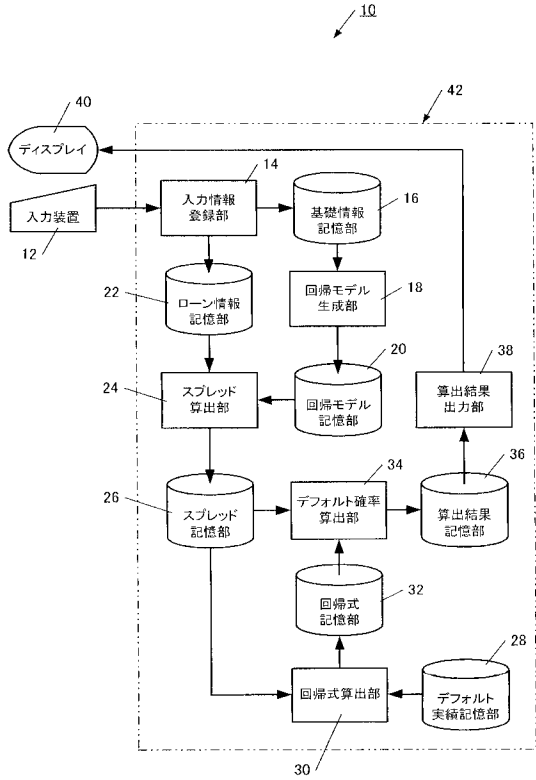 10
40
42
ディスプレイ
14
16
入力装置
入力情報
登録部
基礎情報
記憶部
12
22
ローン情報
記憶部
回帰モデル
生成部
18
20
38
24
スプレッド
算出部
回帰モデル
記憶部
算出結果
出力部
34
36
26
スプレッド
記憶部
デフォルト確率
算出部
算出結果
記憶部
32
回帰式
記憶部
28
回帰式算出部
デフォルト
実績記憶部
30